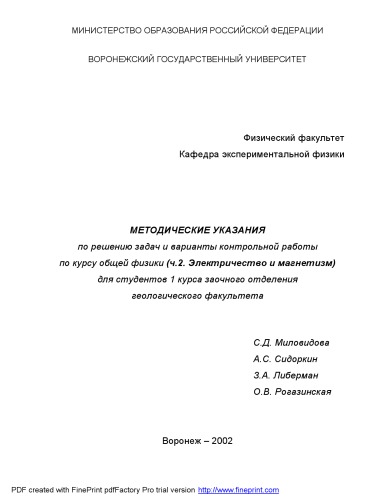 МИНИСТЕРСТВО ОБРАЗОВАНИЯ РОССИЙСКОЙ ФЕДЕРАЦИИ
ВОРОНЕЖСКИЙ ГОСУДАРСТВЕННЫЙ УНИВЕРСИТЕТ
Физический факультет
Кафедра экспериментальной физики
МЕТОДИЧЕСКИЕ УКАЗАНИЯ
по решению задач и варианты контрольной работы
по курсу общей физики (ч.2. Электричество и магнетизм)
для студентов 1 курса заочного отделения
геологического факультета
С.Д. Миловидова
А.С. Сидоркин
З.А. Либерман
О.В. Рогазинская
Воронеж – 2002
PDF created with FinePrint pdfFactory Pro trial version http://www.fineprint.com